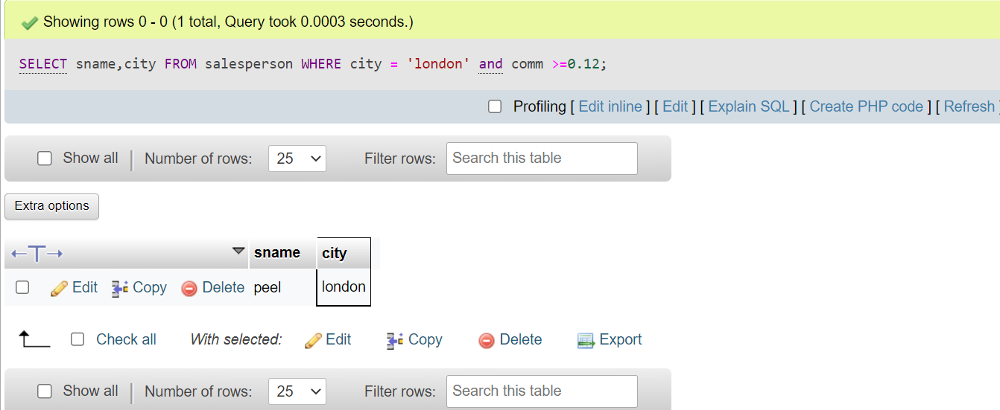 Showing rows 0 - 0 (1 total, Query took 0.0003 seconds.)
SELECT sname,city FROM salesperson WHERE city = 'london' and comm >=0.12;
Profiling [ Edit inline ] [ Edit ] [ Explain SQL ] [ Create PHP code ] [ Refresh ]
Show all Number of rows: 25 Filter rows: Search this table
Extra options
←T→ sname city
Edit Copy Delete peel london
Check all With selected: Edit Copy Delete Export
Show all Number of rows: 25 Filter rows: Search this table